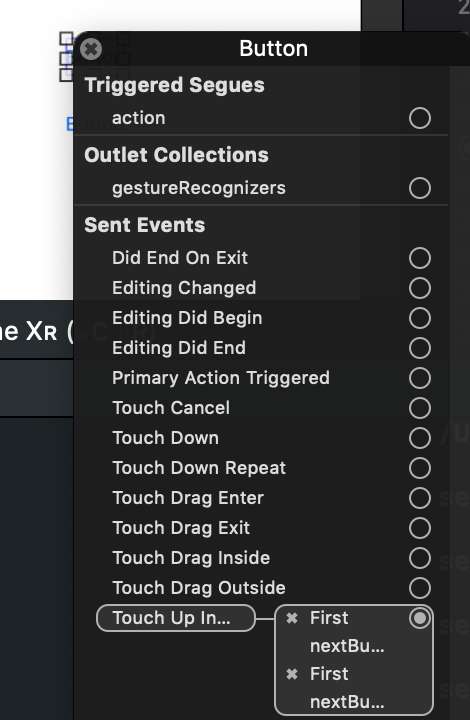 Button
Triggered Segues
action
Outlet Collections
gestureRecognizers
Sent Events
Did End On Exit
Editing Changed
Editing Did Begin
Editing Did End
Primary Action Triggered
Touch Cancel
Touch Down
Touch Down Repeat
Touch Drag Enter
Touch Drag Exit
Touch Drag Inside
Touch Drag Outside
Touch Up In...
First
nextBu...
First
nextBu...
ne XR (